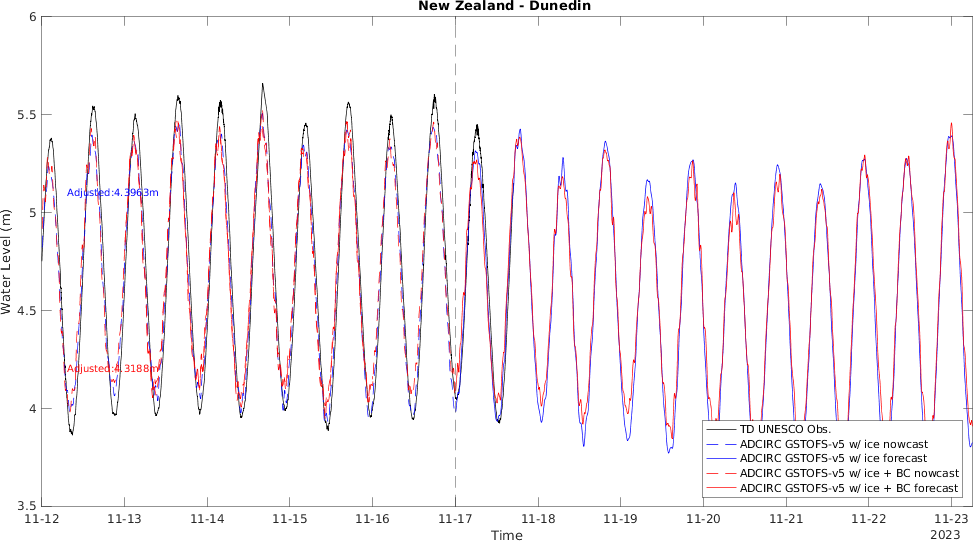 New Zealand - Dunedin
6
5.5
5
4.5
4
3.5
Water Level (m)
Adjusted:4.3963m
Adjusted:4.3188m
TD UNESCO Obs.
ADCIRC GSTOFS-v5 w/ ice nowcast
ADCIRC GSTOFS-v5 w/ ice forecast
ADCIRC GSTOFS-v5 w/ ice + BC nowcast
ADCIRC GSTOFS-v5 w/ ice + BC forecast
11-12 11-13 11-14 11-15 11-16 11-17 11-18 11-19 11-20 11-21 11-22 11-23
Time
2023